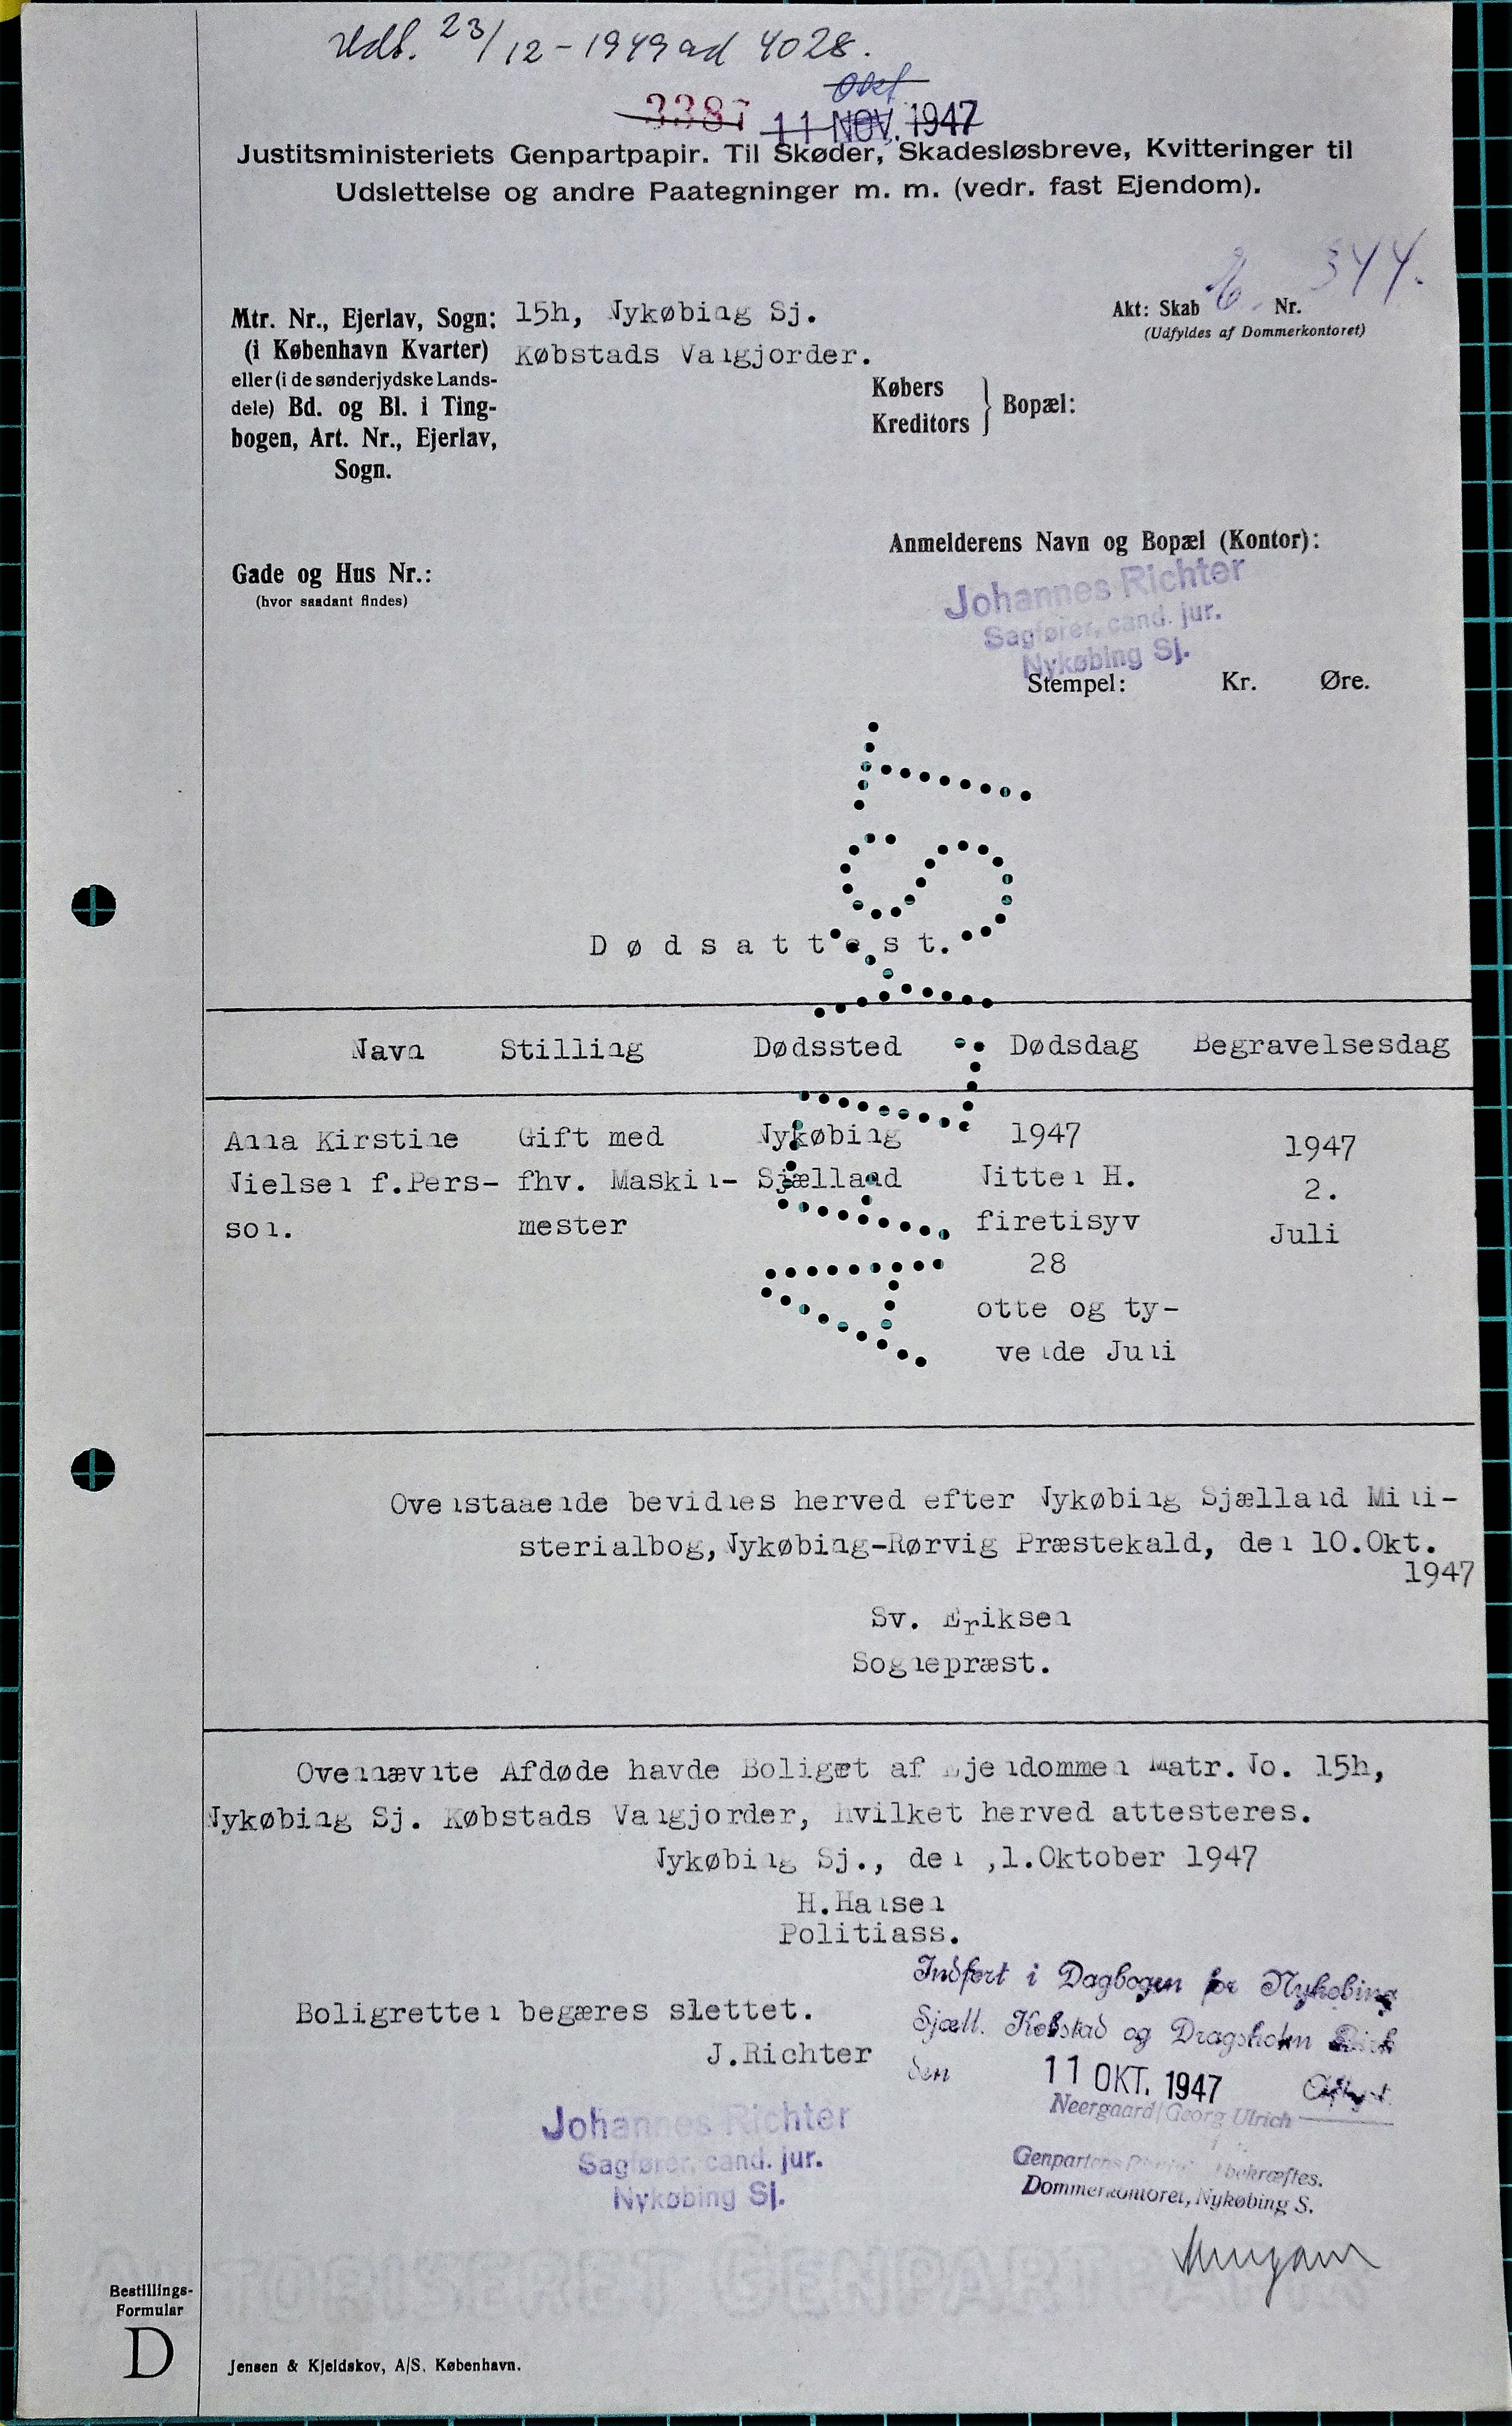 Udsl. 23/12-1949 ad 4028.
Okt
3387 11 NOV. 1947
Justitsministeriets Genpartpapir. Til Skøder, Skadesløsbreve, Kvitteringer til
Udslettelse og andre Paategninger m. m. (vedr. fast Ejendom).
Mtr. Nr., Ejerlav, Sogn: 15h, Nykøbing Sj. Akt: Skab Nr. 344.
(i København Kvarter) Købstads Vangjorder. (Udfyldes af Dommerkontoret)
eller (i de sønderjydske Lands-
dele) Bd. og Bl. i Ting-
bogen, Art. Nr., Ejerlav,
Sogn.
Købers
Kreditors } Bopæl:
Anmelderens Navn og Bopæl (Kontor):
Gade og Hus Nr.:
(hvor saadant findes)
Johannes Richter
Sagfører, cand. jur.
Nykøbing Sj.
Stempel: Kr. Øre.
AFLYST
Dødsattest.
Navn Stilling Dødssted Dødsdag Begravelsesdag
Anna Kirstine Gift med Nykøbing 1947 1947
Nielsen f.Pers- fhv. Maskin- Sjælland Nitten H. 2.
son. mester firetisyv Juli
28
otte og ty-
vende Juni
Ovenstaaende bevidnes herved efter Nykøbing Sjælland Mini-
sterialbog, Nykøbing-Rørvig Præstekald, den 10.Okt.
1947
Sv. Eriksen
Sognepræst.
Ovennævnte Afdøde havde Boligret af Ejendommen Matr. No. 15h,
Nykøbing Sj. Købstads Vangjorder, hvilket herved attesteres.
Nykøbing Sj., den ,1.Oktober 1947
H.Hansen
Politiass.
Indført i Dagbogen for Nykøbing
Boligretten begæres slettet.
Sjæll. Købstad og Dragsholm Birk
J.Richter
den 11 OKT. 1947 Aflyst.
Neergaard/Georg Ulrich
Johannes Richter
Sagfører, cand. jur.
Nykøbing Sj.
Genpartens bekræftes.
Dommerkontoret, Nykøbing S.
Bestillings-
Formular
D
Jensen & Kjeldskov, A/S, København.